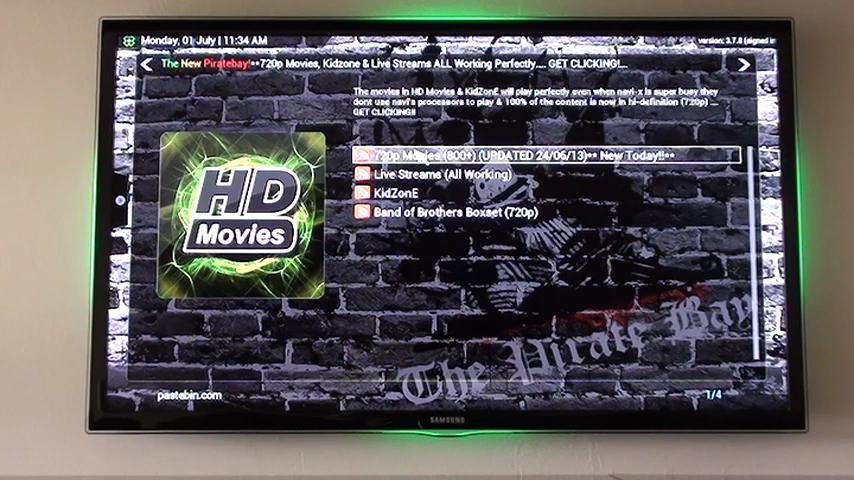 Monday, 01 July | 11:34 AM
version: 3.7.8 (signed in
The New Piratebay!**720p Movies, Kidzone & Live Streams ALL Working Perfectly.... GET CLICKING!...
The movies in HD Movies & KidZonE will play perfectly even when navi-x is super busy they
dont use navi's processors to play & 100% of the content is now in hi-definition (720p) ....
GET CLICKING!!
720p Movies (800+) (UPDATED 24/06/13)** New Today!!**
Live Streams (All Working)
KidZonE
Band of Brothers Boxset (720p)
HD
Movies
The Pirate Bay
pastebin.com
1/4
SAMSUNG